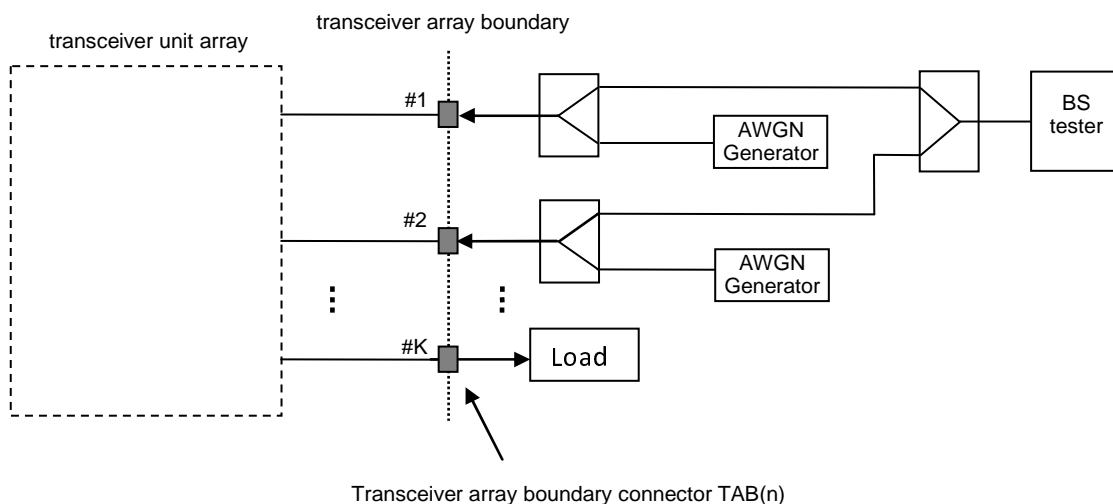 transceiver array boundary
transceiver unit array
#1
BS
tester
AWGN
Generator
#2
AWGN
Generator
#K
Load
Transceiver array boundary connector TAB(n)